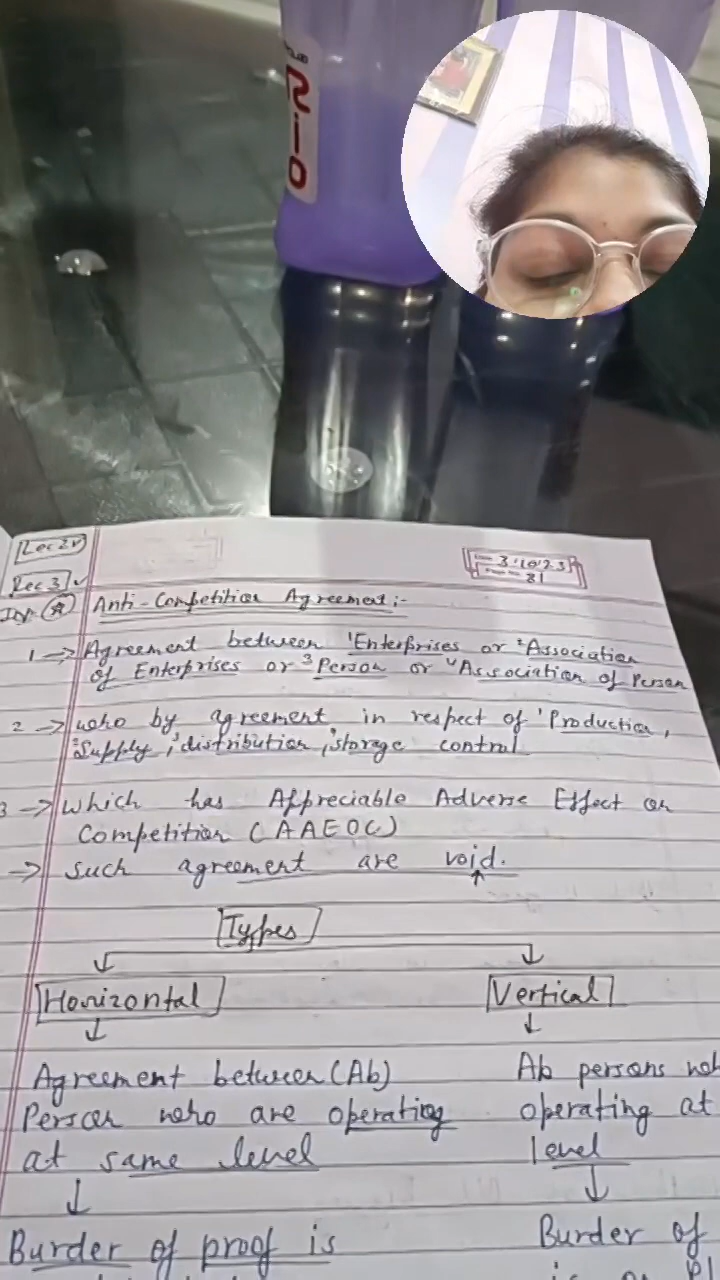 Rio
Lec 2
Rec 3
3.10.23
81
Anti-Competition Agreement:-
1 → Agreement between ¹Enterprises or ²Association
of Enterprises or ³Person or ⁴Association of Person
2 → who by agreement in respect of ¹Production,
²Supply, ³distribution, ⁴storage control
3 → which has Appreciable Adverse Effect on
Competition (AAEOC)
→ such agreement are void.
Types
Horizontal
Vertical
Agreement between (Ab)
Person who are operating
at same level
Ab persons not
operating at
level
Burden of proof is
Burden of